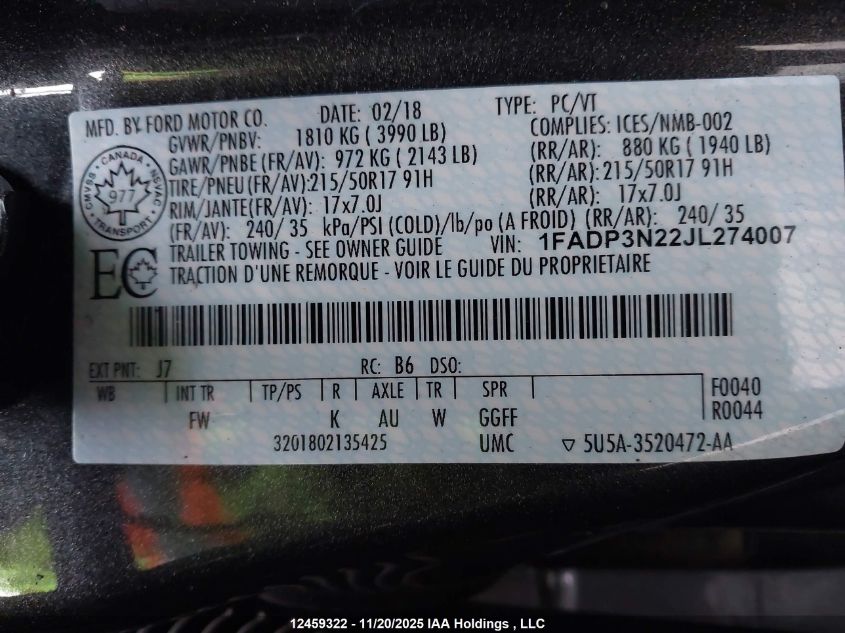 MFD. BY FORD MOTOR CO. DATE: 02/18 TYPE: PC/VT
GVWR/PNBV: 1810 KG ( 3990 LB) COMPLIES: ICES/NMB-002
GAWR/PNBE (FR/AV): 972 KG ( 2143 LB) (RR/AR): 880 KG ( 1940 LB)
TIRE/PNEU (FR/AV): 215/50R17 91H (RR/AR): 215/50R17 91H
RIM/JANTE(FR/AV): 17x7.0J (RR/AR): 17x7.0J
(FR/AV): 240/ 35 kPa/PSI (COLD)/lb/po (A FROID) (RR/AR): 240/ 35
TRAILER TOWING - SEE OWNER GUIDE VIN: 1FADP3N22JL274007
TRACTION D'UNE REMORQUE - VOIR LE GUIDE DU PROPRIETAIRE
CANADA
CMVSS 977 NSVAC
TRANSPORT
EC
EXT PNT: J7 RC: B6 DSO:
WB INT TR TP/PS R AXLE TR SPR F0040
FW K AU W GGFF R0044
3201802135425 UMC ▽ 5U5A-3520472-AA
12459322 - 11/20/2025 IAA Holdings , LLC